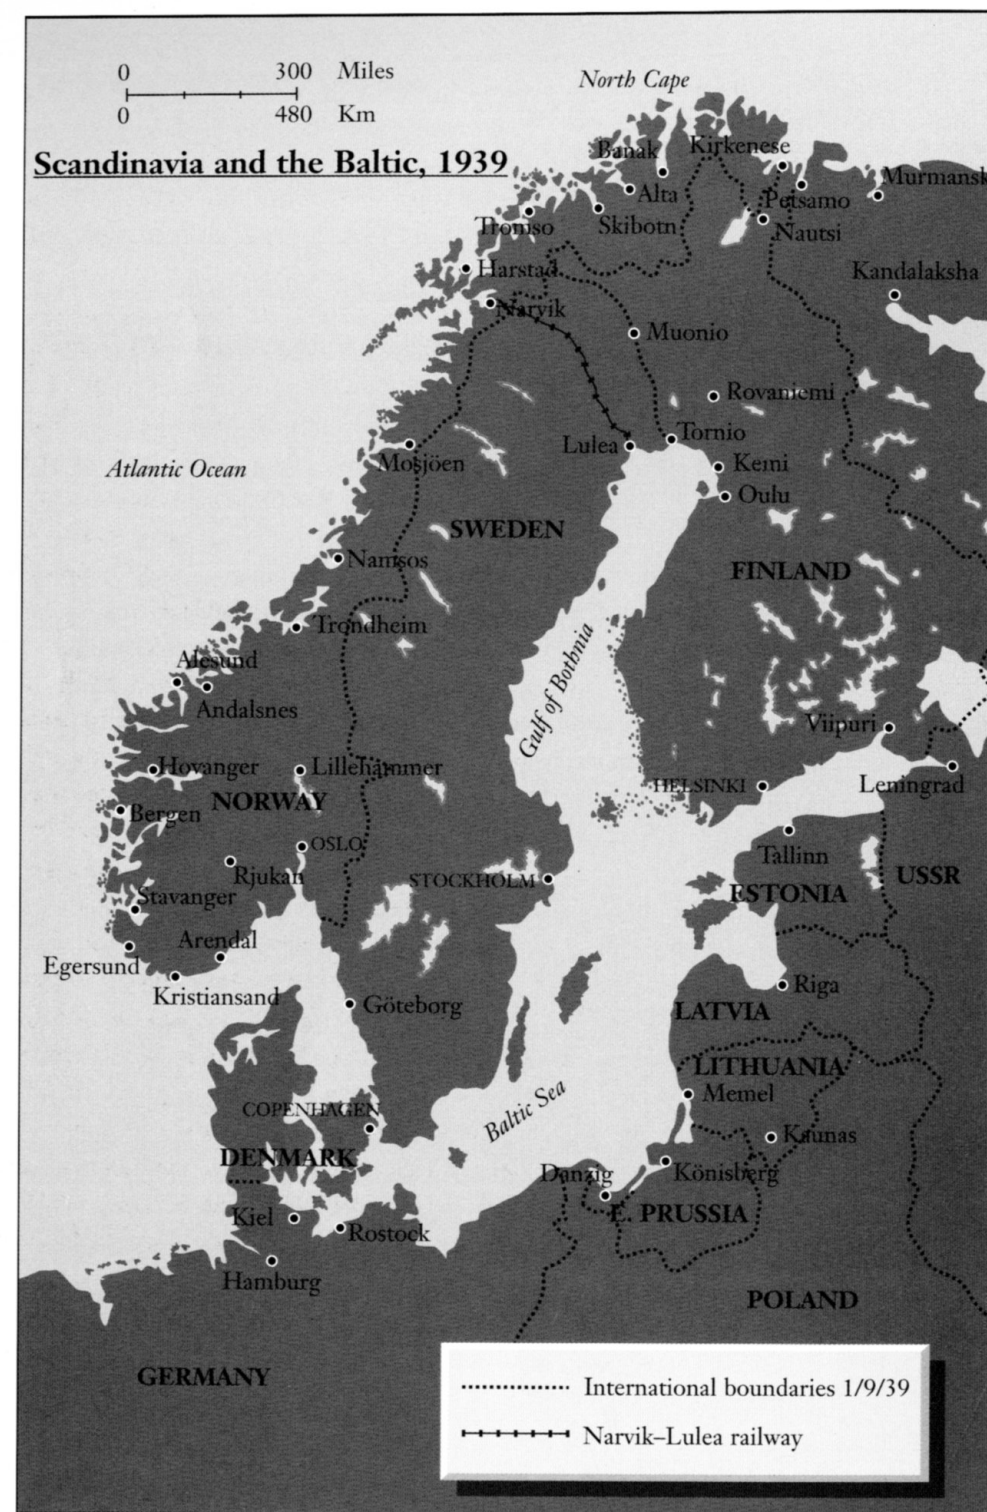 0 300 Miles
0 480 Km
Scandinavia and the Baltic, 1939
North Cape
Banak
Kirkenese
Alta
Petsamo
Murmansk
Tromso
Skibotn
Nautsi
Harstad
Kandalaksha
Narvik
Muonio
Rovaniemi
Lulea
Tornio
Mosjöen
Kemi
Atlantic Ocean
Oulu
SWEDEN
Namsos
FINLAND
Trondheim
Gulf of Bothnia
Alesund
Andalsnes
Viipuri
Hovanger
Lillehammer
HELSINKI
Leningrad
NORWAY
Bergen
OSLO
Tallinn
Rjukan
STOCKHOLM
USSR
Stavanger
ESTONIA
Arendal
Egersund
Kristiansand
Riga
Göteborg
LATVIA
LITHUANIA
Memel
Baltic Sea
COPENHAGEN
Kaunas
DENMARK
Danzig
Könisberg
Kiel
E. PRUSSIA
Rostock
Hamburg
POLAND
GERMANY
International boundaries 1/9/39
Narvik–Lulea railway